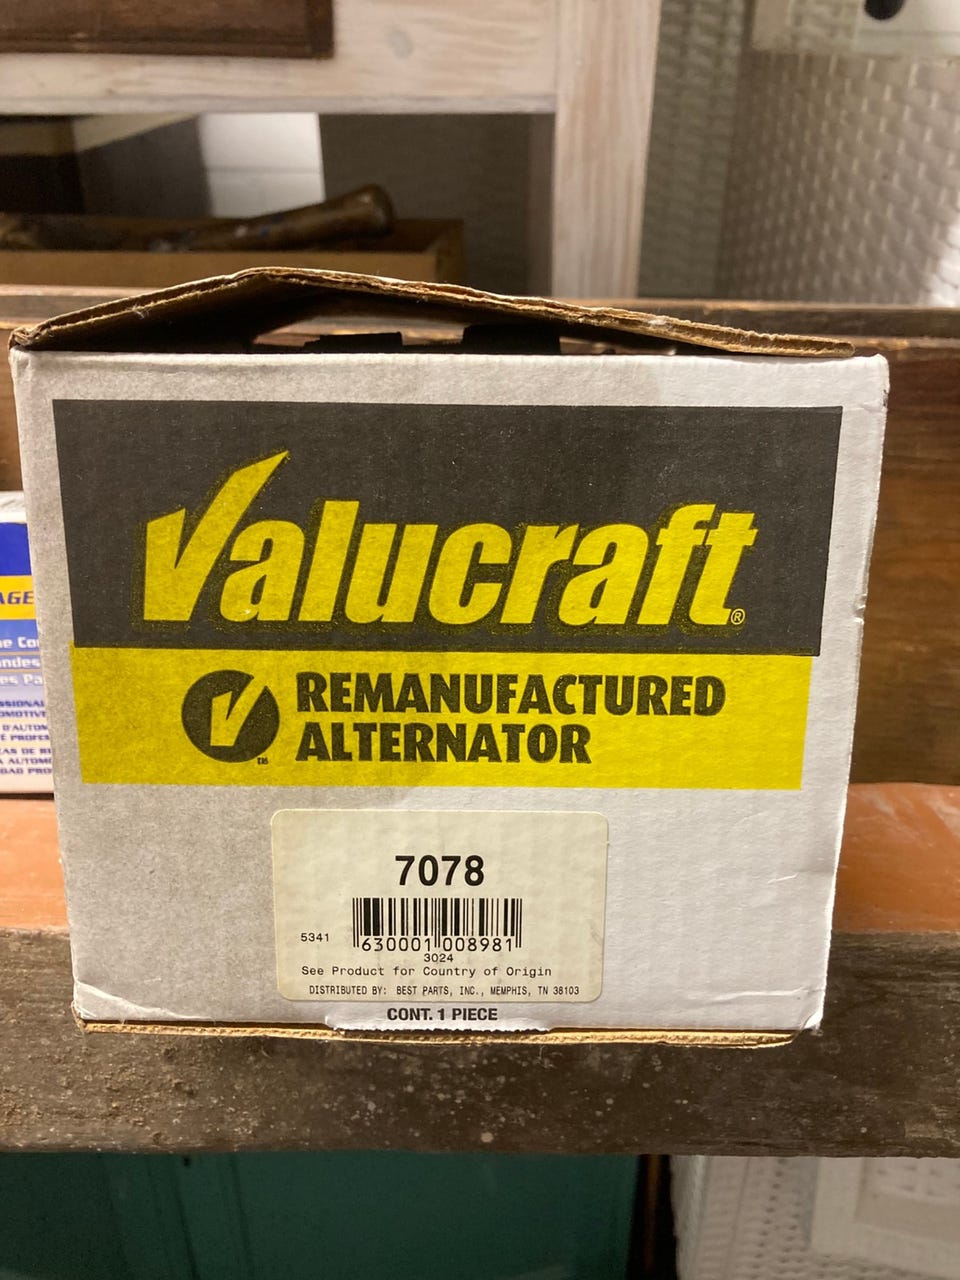 Valucraft®
REMANUFACTURED
ALTERNATOR
™
7078
5341
630001 008981
3024
See Product for Country of Origin
DISTRIBUTED BY: BEST PARTS, INC., MEMPHIS, TN 38103
CONT. 1 PIECE